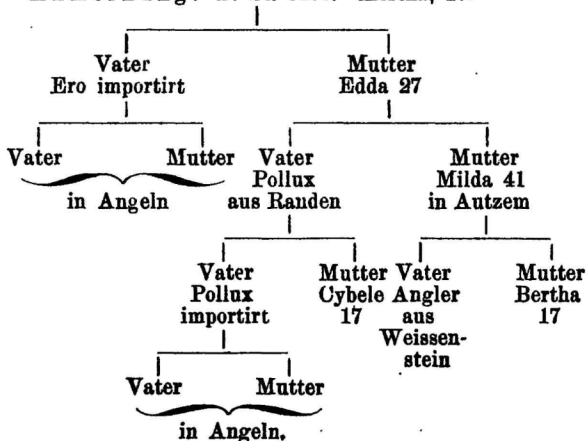 Vater Mutter
Ero importirt Edda 27
Vater Mutter Vater Mutter
in Angeln Pollux Milda 41
aus Randen in Autzem
Vater Mutter Vater Mutter
Pollux Cybele Angler Bertha
importirt 17 aus 17
Weissen-
stein
Vater Mutter
in Angeln.